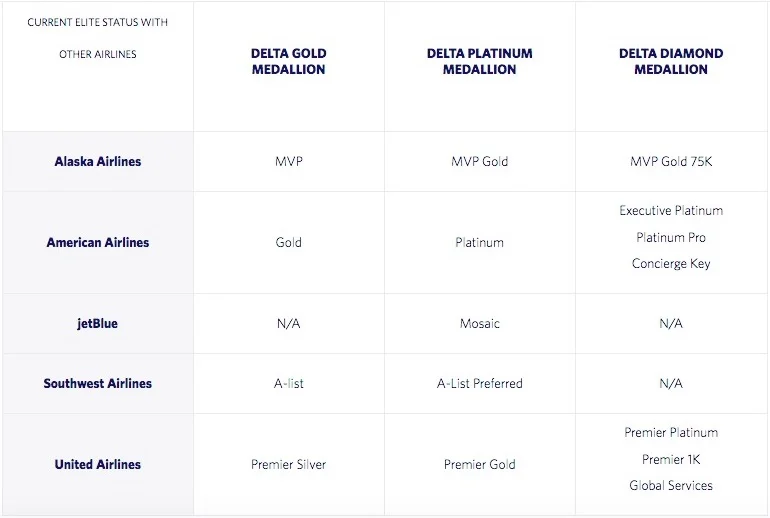 CURRENT ELITE STATUS WITH
OTHER AIRLINES
DELTA GOLD
MEDALLION
DELTA PLATINUM
MEDALLION
DELTA DIAMOND
MEDALLION
Alaska Airlines
MVP
MVP Gold
MVP Gold 75K
American Airlines
Gold
Platinum
Executive Platinum
Platinum Pro
Concierge Key
jetBlue
N/A
Mosaic
N/A
Southwest Airlines
A-list
A-List Preferred
N/A
United Airlines
Premier Silver
Premier Gold
Premier Platinum
Premier 1K
Global Services